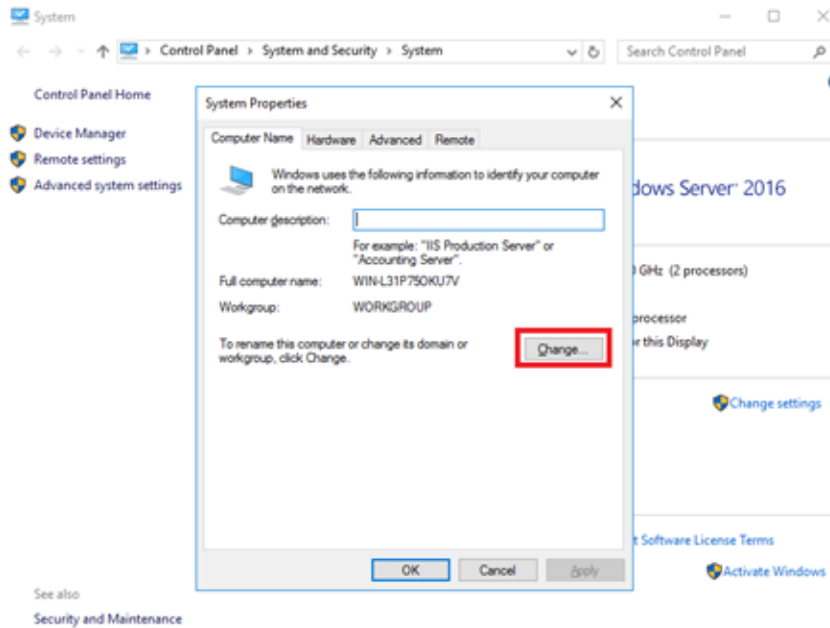 System
Control Panel > System and Security > System
Search Control Panel
Control Panel Home
Device Manager
Remote settings
Advanced system settings
System Properties
Computer Name Hardware Advanced Remote
Windows uses the following information to identify your computer
on the network.
Computer description:
For example: "IIS Production Server" or
"Accounting Server".
Full computer name: WIN-L31P75OKU7V
Workgroup: WORKGROUP
To rename this computer or change its domain or
workgroup, click Change.
Change...
OK Cancel Apply
dows Server 2016
GHz (2 processors)
processor
r this Display
Change settings
t Software License Terms
Activate Windows
See also
Security and Maintenance